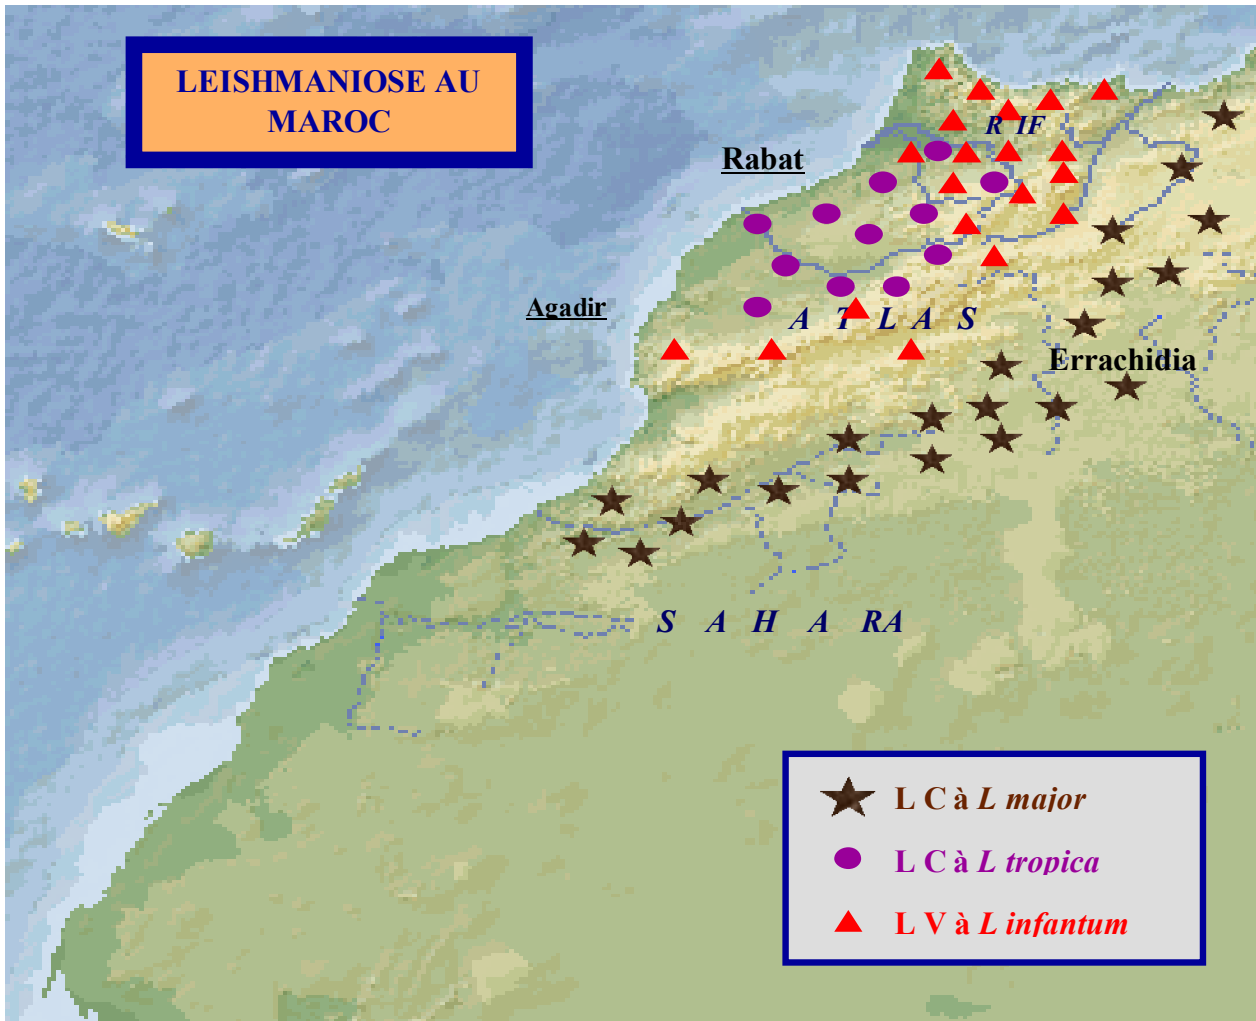 LEISHMANIOSE AU
MAROC
R IF
Rabat
Agadir
A T L A S
Errachidia
S A H A RA
L C à L major
L C à L tropica
L V à L infantum